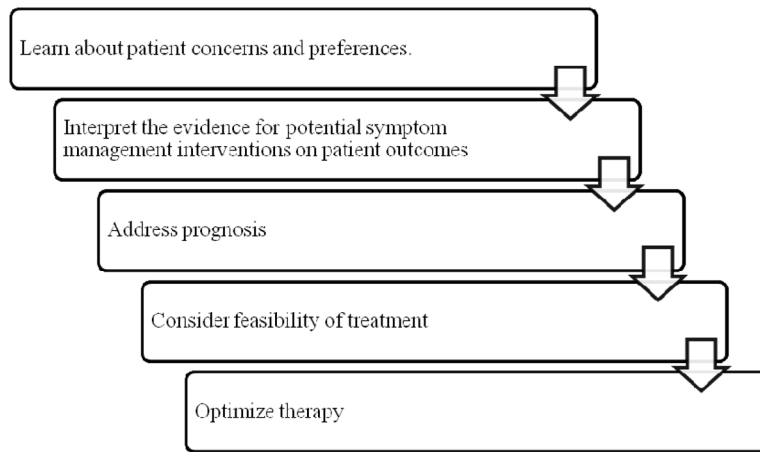 Learn about patient concerns and preferences.
Interpret the evidence for potential symptom
management interventions on patient outcomes
Address prognosis
Consider feasibility of treatment
Optimize therapy